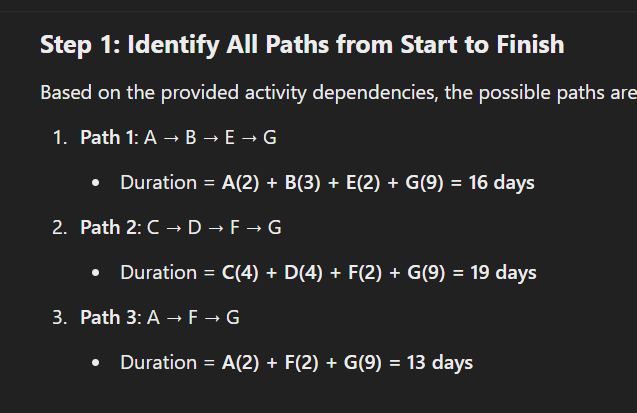 Step 1: Identify All Paths from Start to Finish
Based on the provided activity dependencies, the possible paths are
1. Path 1: A → B → E → G
• Duration = A(2) + B(3) + E(2) + G(9) = 16 days
2. Path 2: C → D → F → G
• Duration = C(4) + D(4) + F(2) + G(9) = 19 days
3. Path 3: A → F → G
• Duration = A(2) + F(2) + G(9) = 13 days